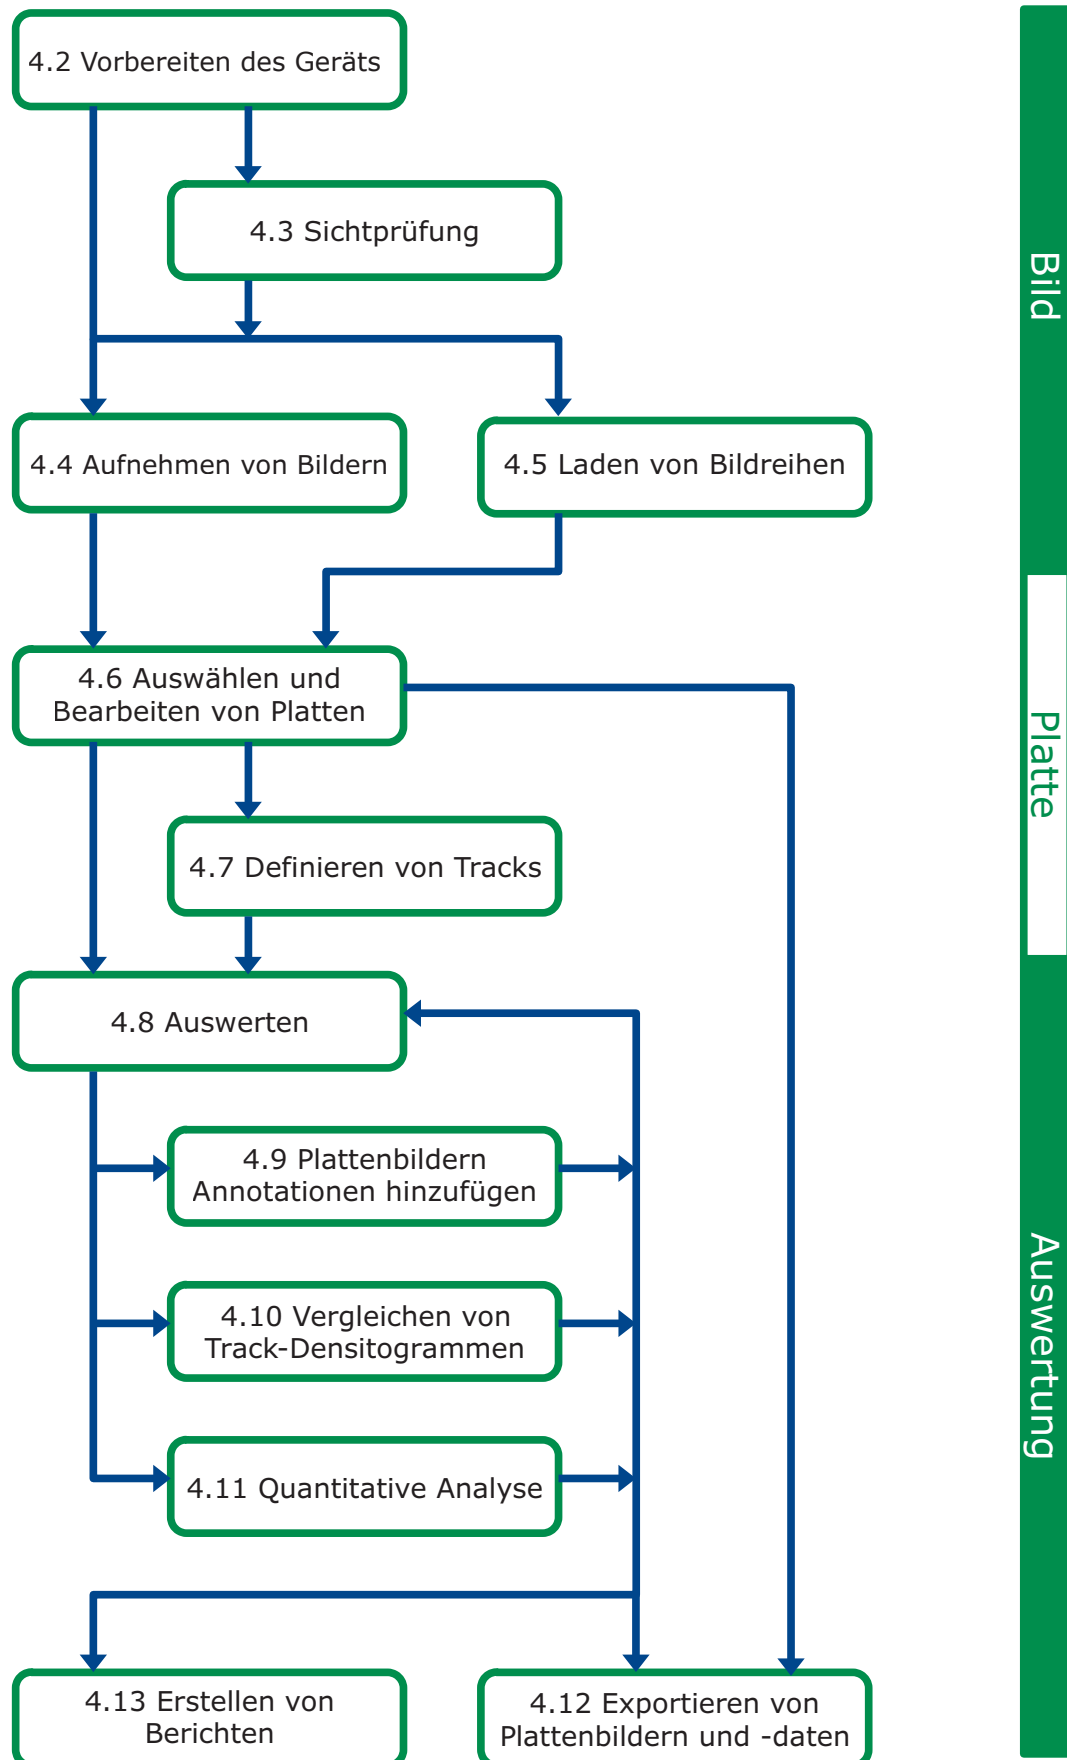 4.2 Vorbereiten des Geräts
4.3 Sichtprüfung
4.4 Aufnehmen von Bildern
4.5 Laden von Bildreihen
4.6 Auswählen und
Bearbeiten von Platten
4.7 Definieren von Tracks
4.8 Auswerten
4.9 Plattenbildern
Annotationen hinzufügen
4.10 Vergleichen von
Track-Densitogrammen
4.11 Quantitative Analyse
4.13 Erstellen von
Berichten
4.12 Exportieren von
Plattenbildern und -daten
Bild
Platte
Auswertung